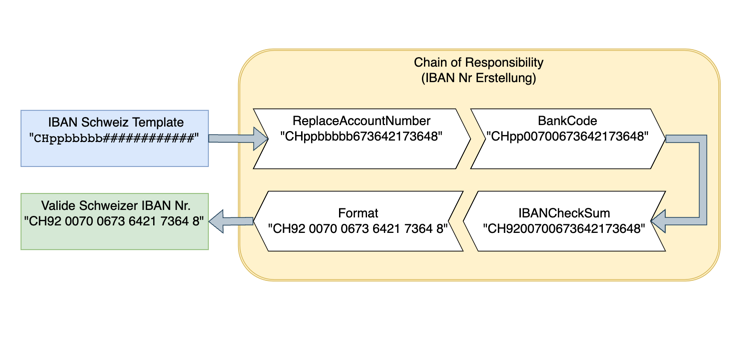 Chain of Responsibility
(IBAN Nr Erstellung)
IBAN Schweiz Template
"CHppbbbbb############"
ReplaceAccountNumber
"CHppbbbbb673642173648"
BankCode
"CHpp00700673642173648"
Valide Schweizer IBAN Nr.
"CH92 0070 0673 6421 7364 8"
Format
"CH92 0070 0673 6421 7364 8"
IBANCheckSum
"CH9200700673642173648"